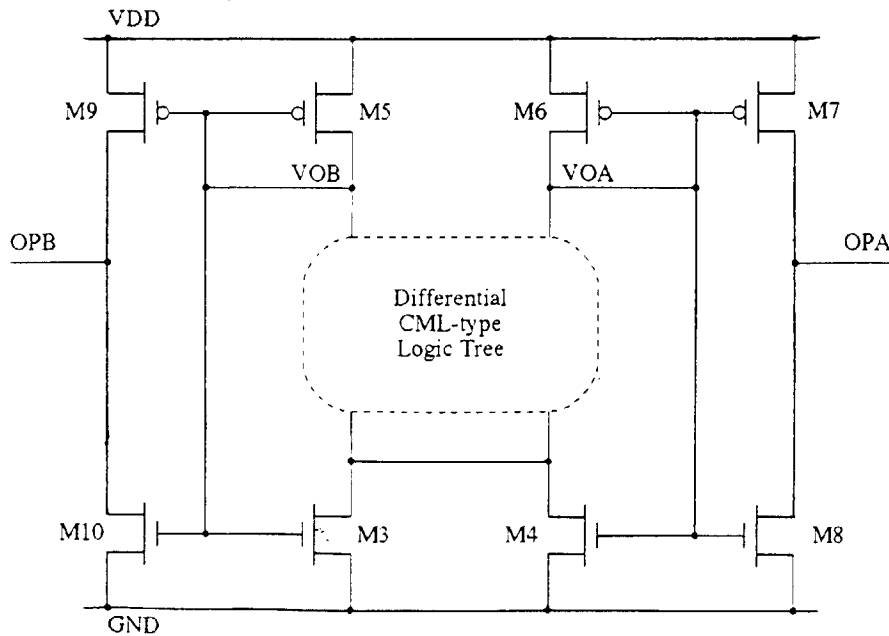 VDD
M9
M5
M6
M7
VOB
VOA
OPB
OPA
Differential
CML-type
Logic Tree
M10
M3
M4
M8
GND